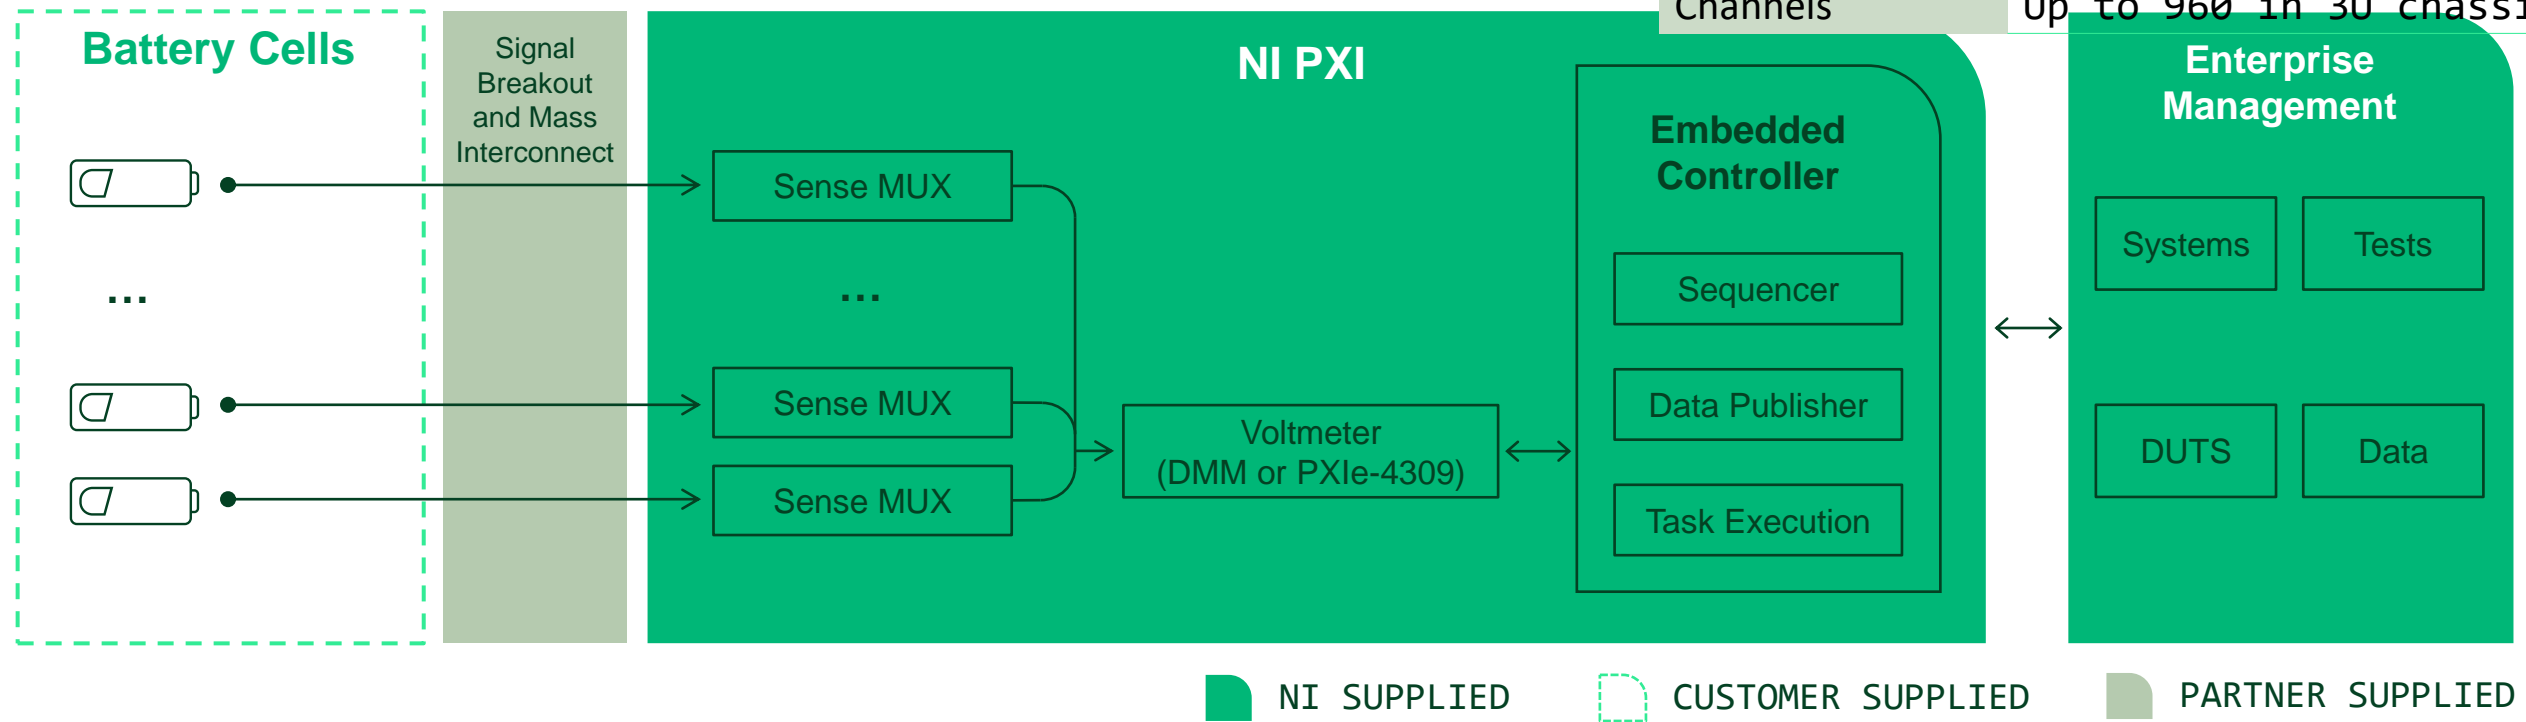 Channels
Up to 960 in 3U chassi
Battery Cells
Signal
Breakout
and Mass
Interconnect
NI PXI
Sense MUX
...
...
Sense MUX
Sense MUX
Voltmeter
(DMM or PXIe-4309)
Embedded
Controller
Sequencer
Data Publisher
Task Execution
Enterprise
Management
Systems
Tests
DUTS
Data
NI SUPPLIED
CUSTOMER SUPPLIED
PARTNER SUPPLIED